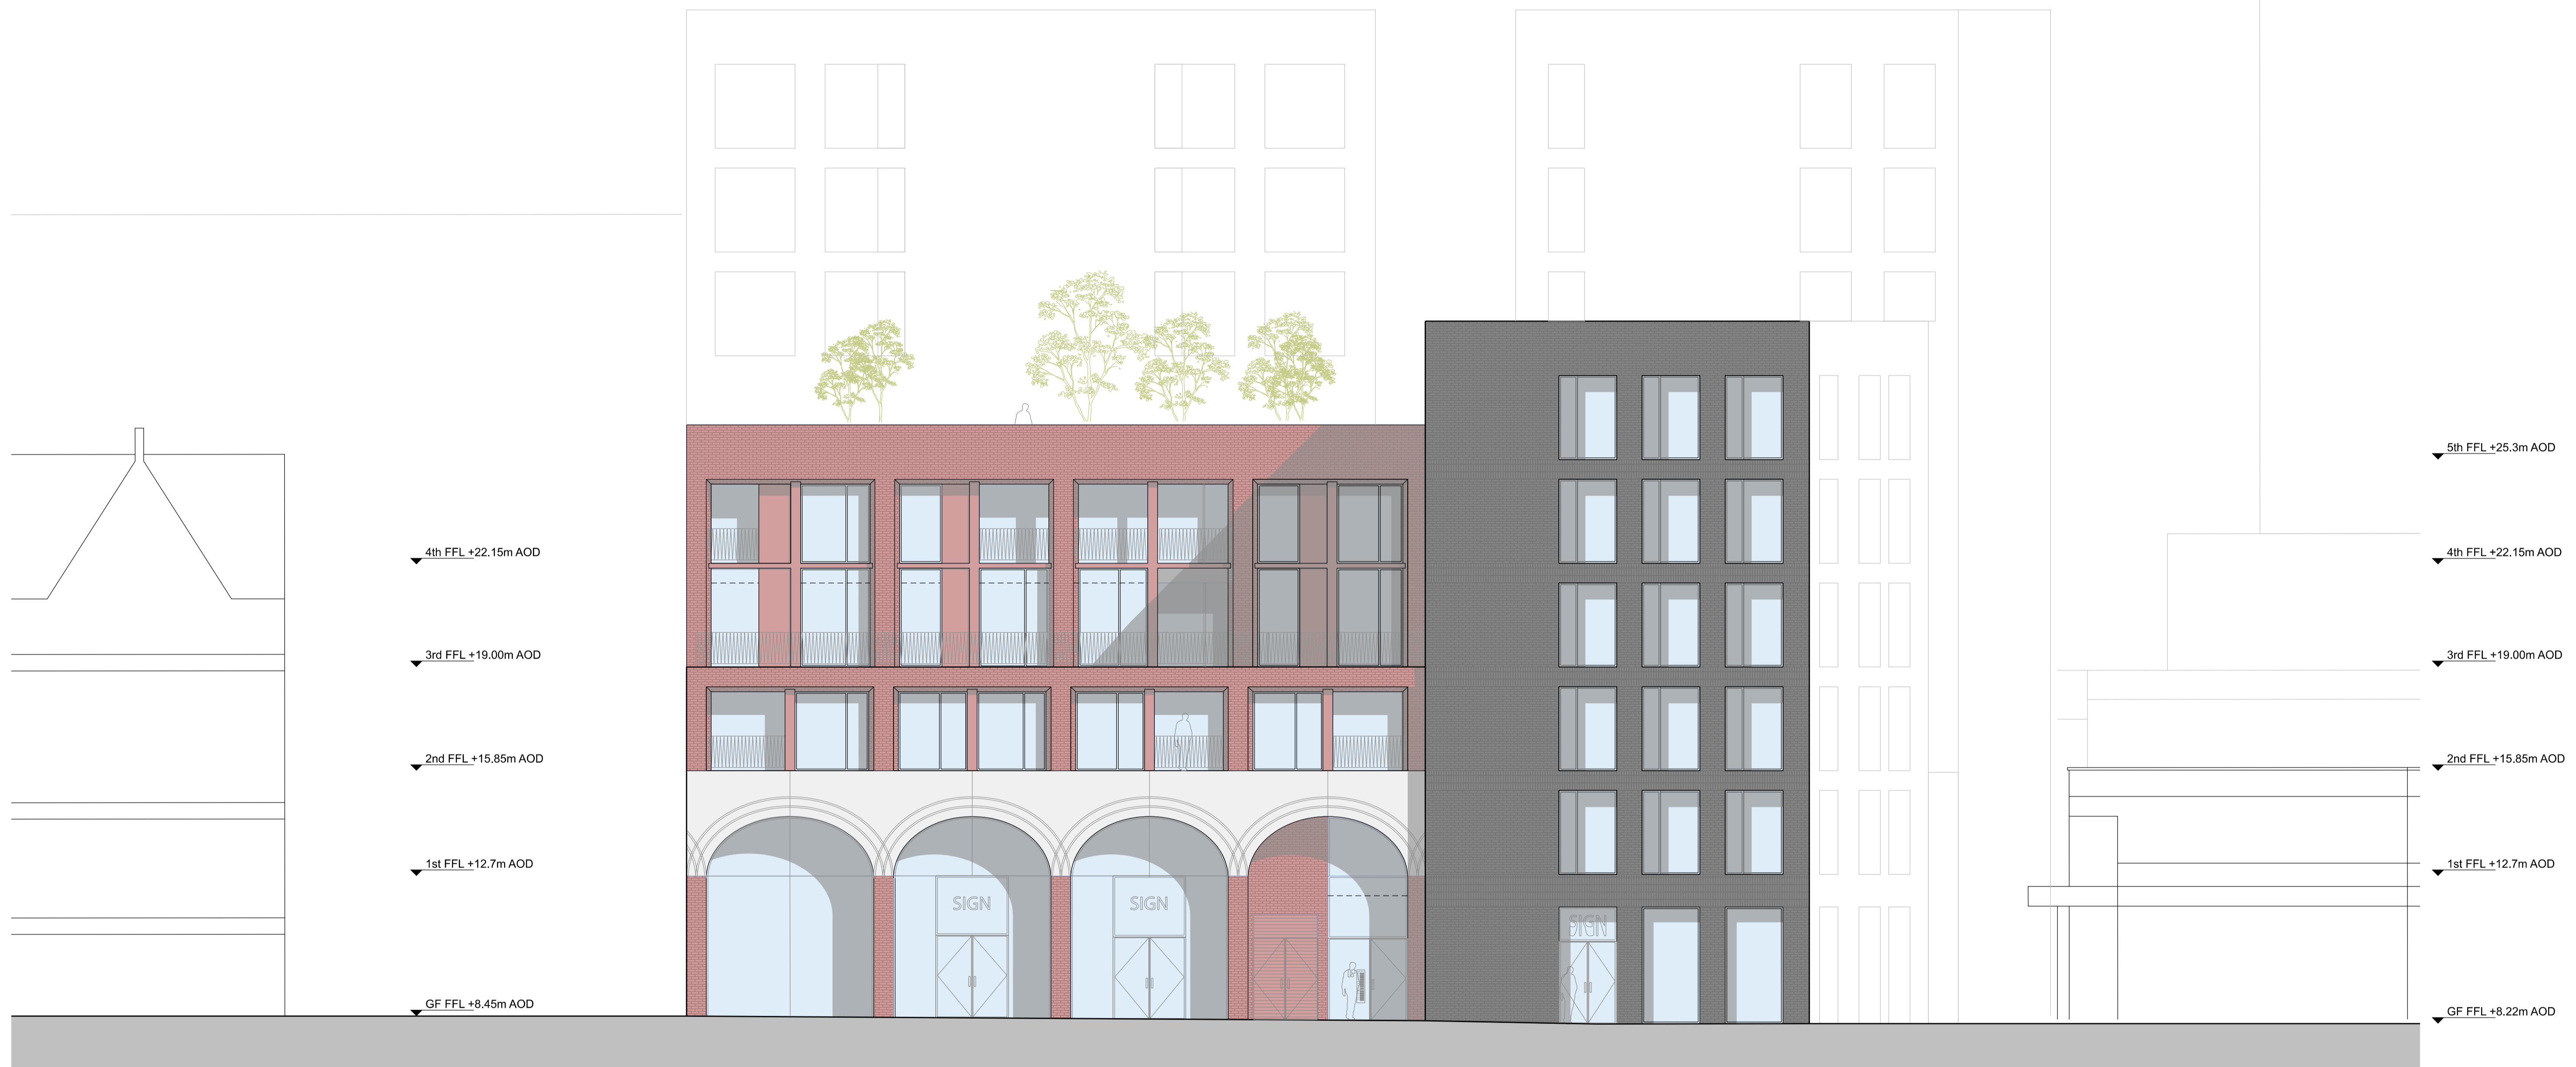 5th FFL +25.3m AOD
4th FFL +22.15m AOD
4th FFL +22.15m AOD
3rd FFL +19.00m AOD
3rd FFL +19.00m AOD
2nd FFL +15.85m AOD
2nd FFL +15.85m AOD
1st FFL +12.7m AOD
1st FFL +12.7m AOD
SIGN
SIGN
SIGN
GF FFL +8.45m AOD
GF FFL +8.22m AOD